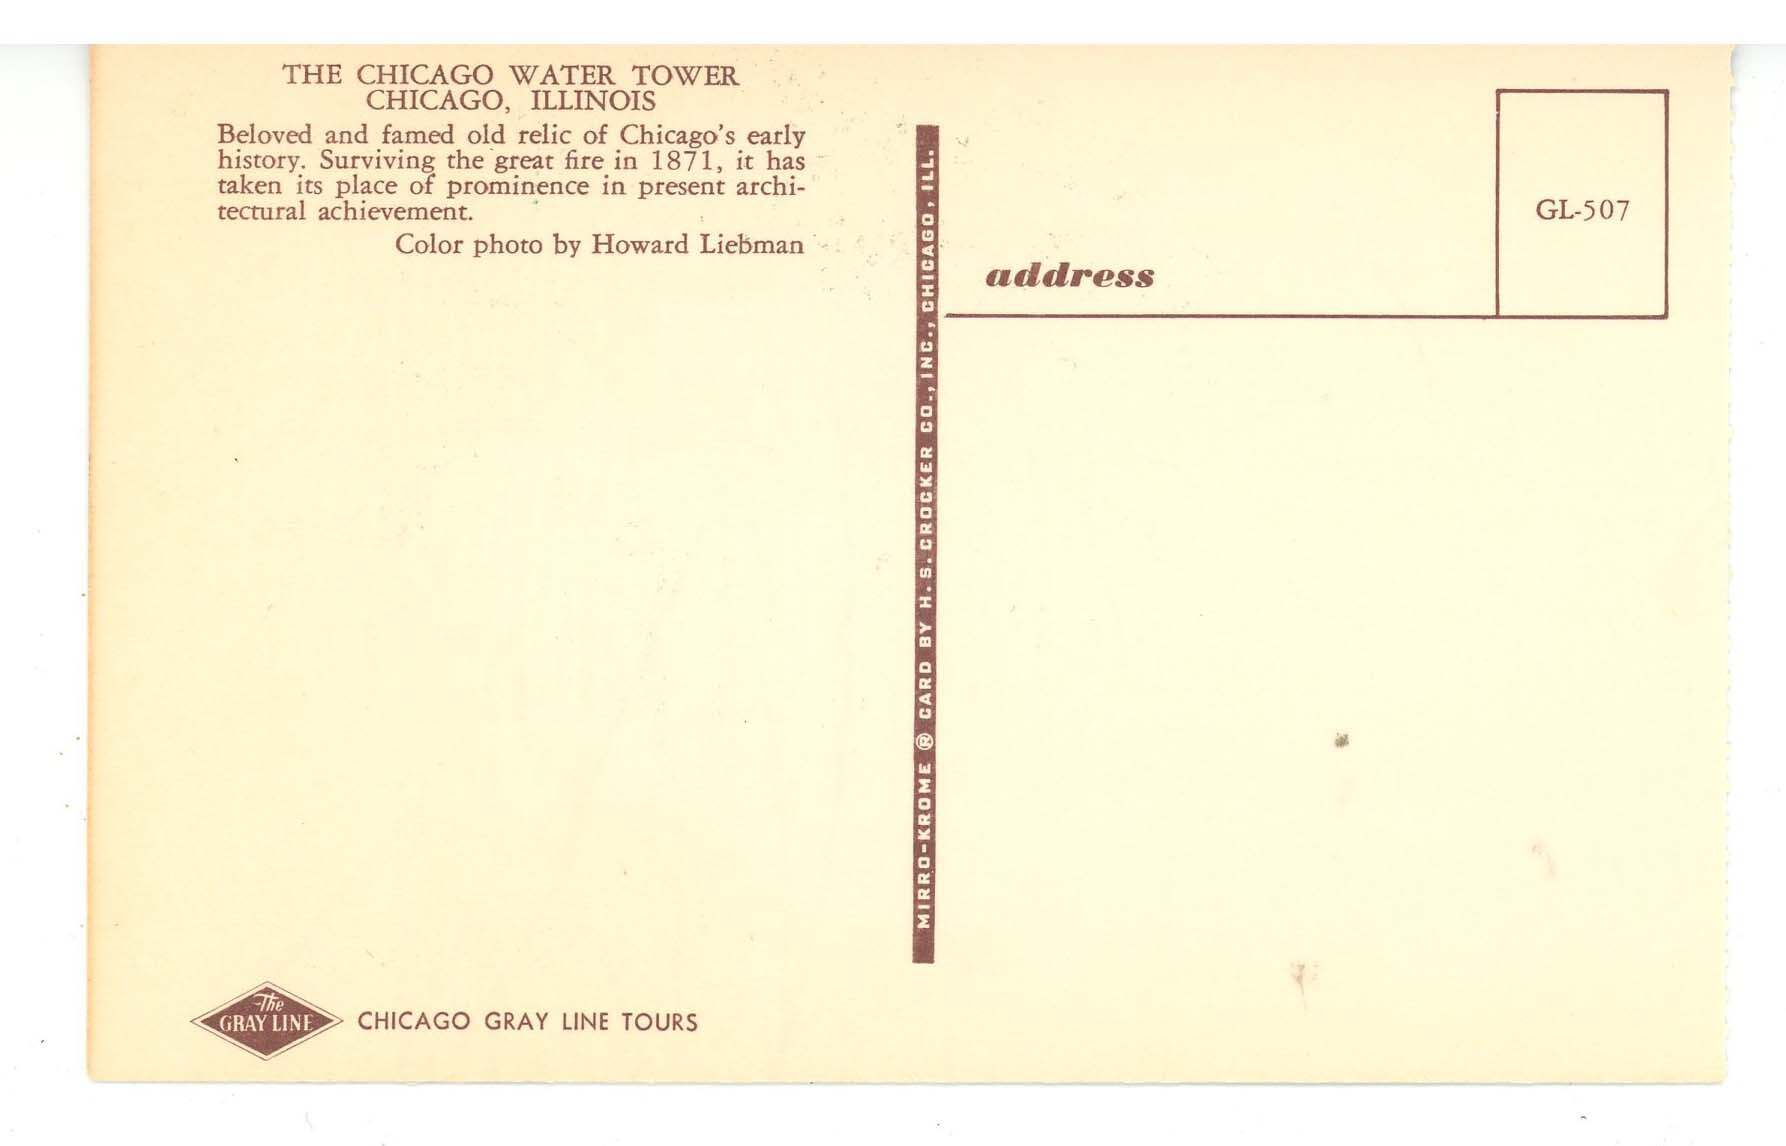 THE CHICAGO WATER TOWER
CHICAGO, ILLINOIS
Beloved and famed old relic of Chicago's early
history. Surviving the great fire in 1871, it has
taken its place of prominence in present archi-
tectural achievement.
Color photo by Howard Liebman
MIRRO-KROME ® CARD BY H.S. CROCKER CO., INC., CHICAGO, ILL.
address
GL-507
The
GRAY LINE
CHICAGO GRAY LINE TOURS